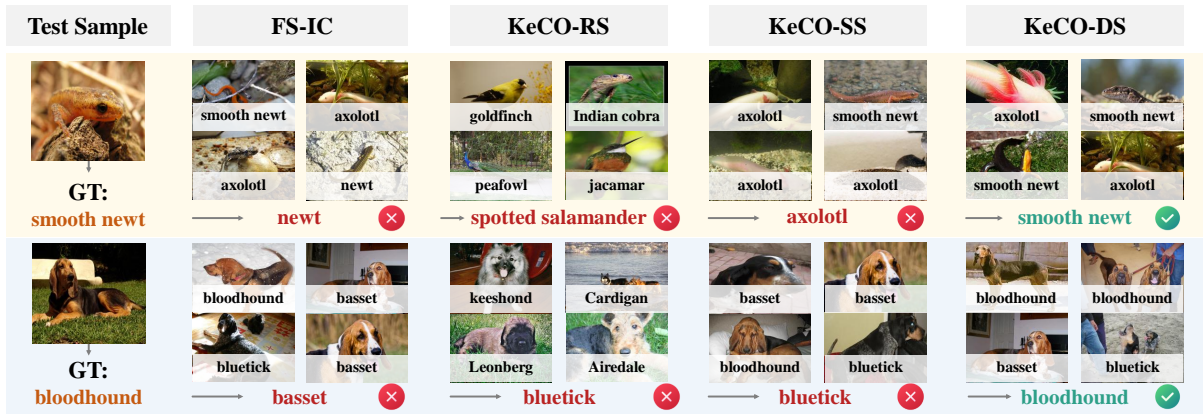 Test Sample
FS-IC
KeCO-RS
KeCO-SS
KeCO-DS
smooth newt
axolotl
goldfinch
Indian cobra
axolotl
smooth newt
axolotl
smooth newt
axolotl
newt
peafowl
jacamar
axolotl
axolotl
smooth newt
axolotl
GT:
smooth newt
newt
spotted salamander
axolotl
smooth newt
bloodhound
basset
keeshond
Cardigan
basset
basset
bloodhound
bloodhound
bluetick
basset
Leonberg
Airedale
bloodhound
bluetick
basset
bluetick
GT:
bloodhound
basset
bluetick
bluetick
bloodhound